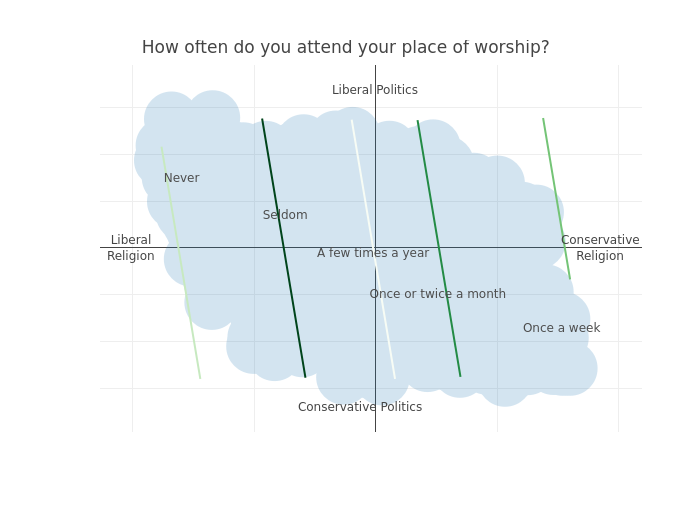 How often do you attend your place of worship?
Liberal Politics
Never
Seldom
Liberal
Religion
Conservative
Religion
A few times a year
Once or twice a month
Once a week
Conservative Politics